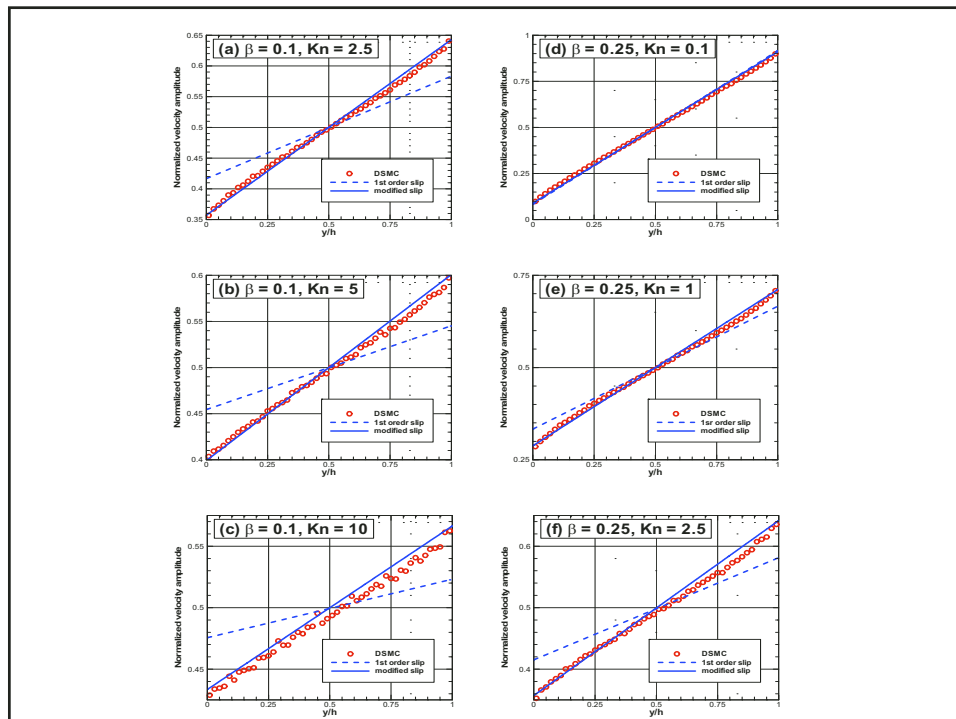 (a) β = 0.1, Kn = 2.5
Normalized velocity amplitude
0.65
0.6
0.55
0.5
0.45
0.4
0.35
DSMC
1st order slip
modified slip
0
0.25
0.5
0.75
1
y/h
(d) β = 0.25, Kn = 0.1
Normalized velocity amplitude
1
0.75
0.5
0.25
0
DSMC
1st order slip
modified slip
0
0.25
0.5
0.75
1
y/h
(b) β = 0.1, Kn = 5
Normalized velocity amplitude
0.6
0.55
0.5
0.45
0.4
DSMC
1st order slip
modified slip
0
0.25
0.5
0.75
1
y/h
(e) β = 0.25, Kn = 1
Normalized velocity amplitude
0.75
0.5
0.25
DSMC
1st order slip
modified slip
0
0.25
0.5
0.75
1
y/h
(c) β = 0.1, Kn = 10
Normalized velocity amplitude
0.55
0.5
0.45
DSMC
1st order slip
modified slip
0
0.25
0.5
0.75
1
y/h
(f) β = 0.25, Kn = 2.5
Normalized velocity amplitude
0.6
0.5
0.4
DSMC
1st order slip
modified slip
0
0.25
0.5
0.75
1
y/h